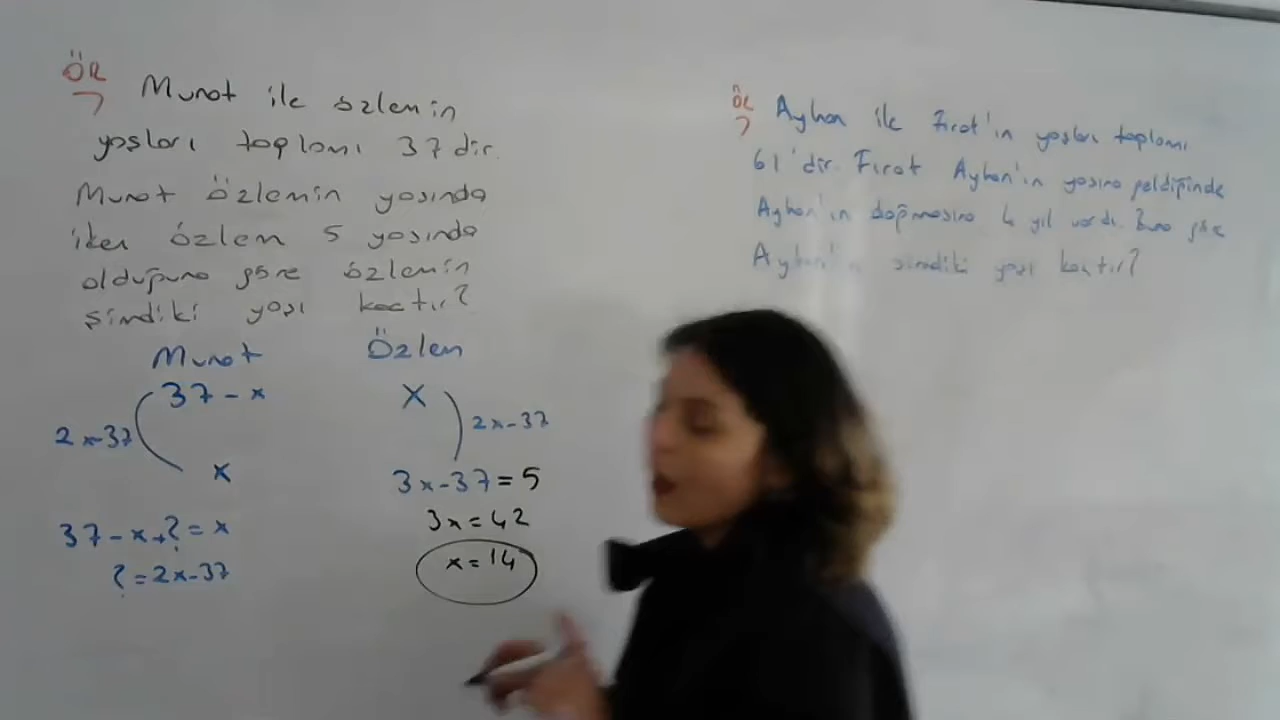 ÖR
Murat ile özlemin
yaşları toplamı 37 dir.
Murat Özlemin yaşında
iken özlem 5 yaşında
olduğuna göre özlemin
şimdiki yaşı kaçtır?
Murat Özlem
37 - x x
2x-37 2x-37
x 3x-37 = 5
3x = 42
37 - x + ? = x
x = 14
? = 2x-37
ÖR
Ayhan ile Fırat'ın yaşları toplamı
61'dir. Fırat Ayhan'ın yaşına geldiğinde
Ayhan'ın doğmasına 4 yıl vardı. Buna göre
Ayhan'ın şimdiki yaşı kaçtır?